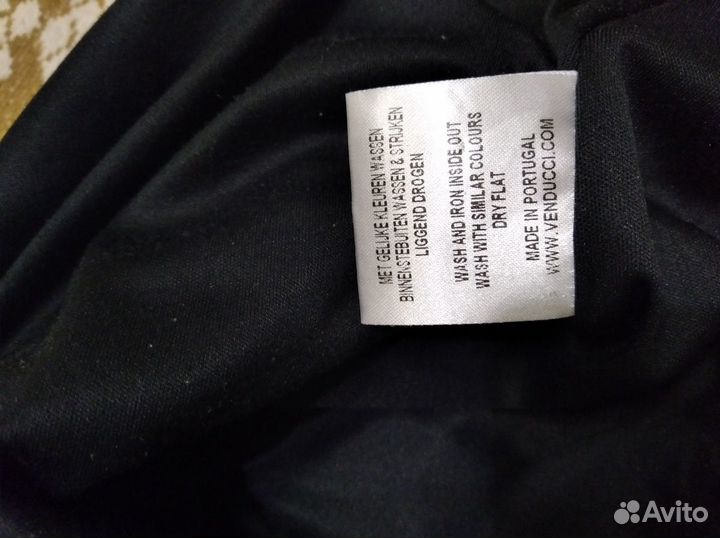 MET GELIJKE KLEUREN WASSEN
BINNENSTEBUITEN WASSEN & STRIJKEN
LIGGEND DROGEN
WASH AND IRON INSIDE OUT
WASH WITH SIMILAR COLOURS
DRY FLAT
MADE IN PORTUGAL
WWW.VENDUCCI.COM
Avito